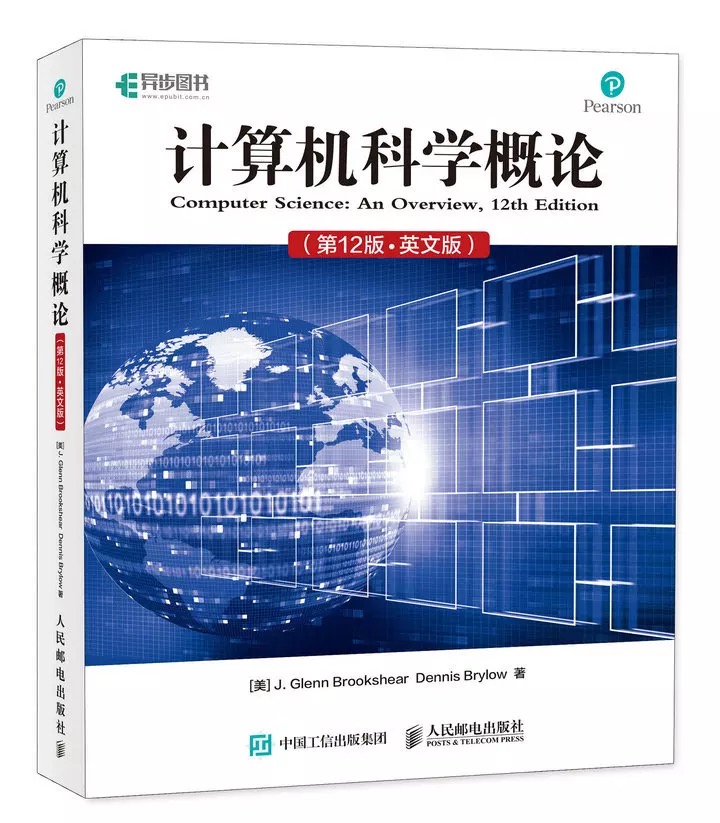 异步图书
www.epubit.com.cn
Pearson
计算机科学概论
Computer Science: An Overview, 12th Edition
（第12版·英文版）
[美] J. Glenn Brookshear Dennis Brylow 著
中国工信出版集团
人民邮电出版社
POSTS & TELECOM PRESS
Pearson
计算机科学概论
（第12版·英文版）
[美] J. Glenn Brookshear Dennis Brylow 著
人民邮电出版社